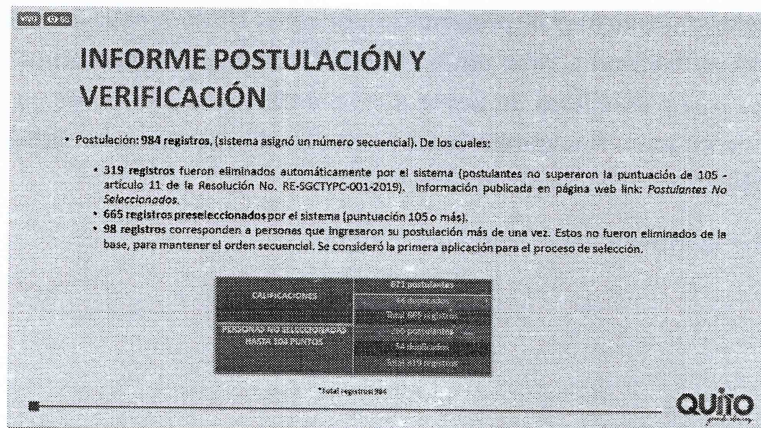 VIVO 65
INFORME POSTULACIÓN Y
VERIFICACIÓN
• Postulación: 984 registros, (sistema asignó un número secuencial). De los cuales:
• 319 registros fueron eliminados automáticamente por el sistema (postulantes no superaron la puntuación de 105 -
artículo 11 de la Resolución No. RE-SGCTYPC-001-2019). Información publicada en página web link: Postulantes No
Seleccionados.
• 665 registros preseleccionados por el sistema (puntuación 105 o más).
• 98 registros corresponden a personas que ingresaron su postulación más de una vez. Estos no fueron eliminados de la
base, para mantener el orden secuencial. Se consideró la primera aplicación para el proceso de selección.
CALIFICACIONES
postulantes
duplicados
Total 665 registros
PERSONAS NO SELECCIONADAS
HASTA 104 PUNTOS
postulantes
54 duplicados
Total 319 registros
*Total registros 984
QUITO